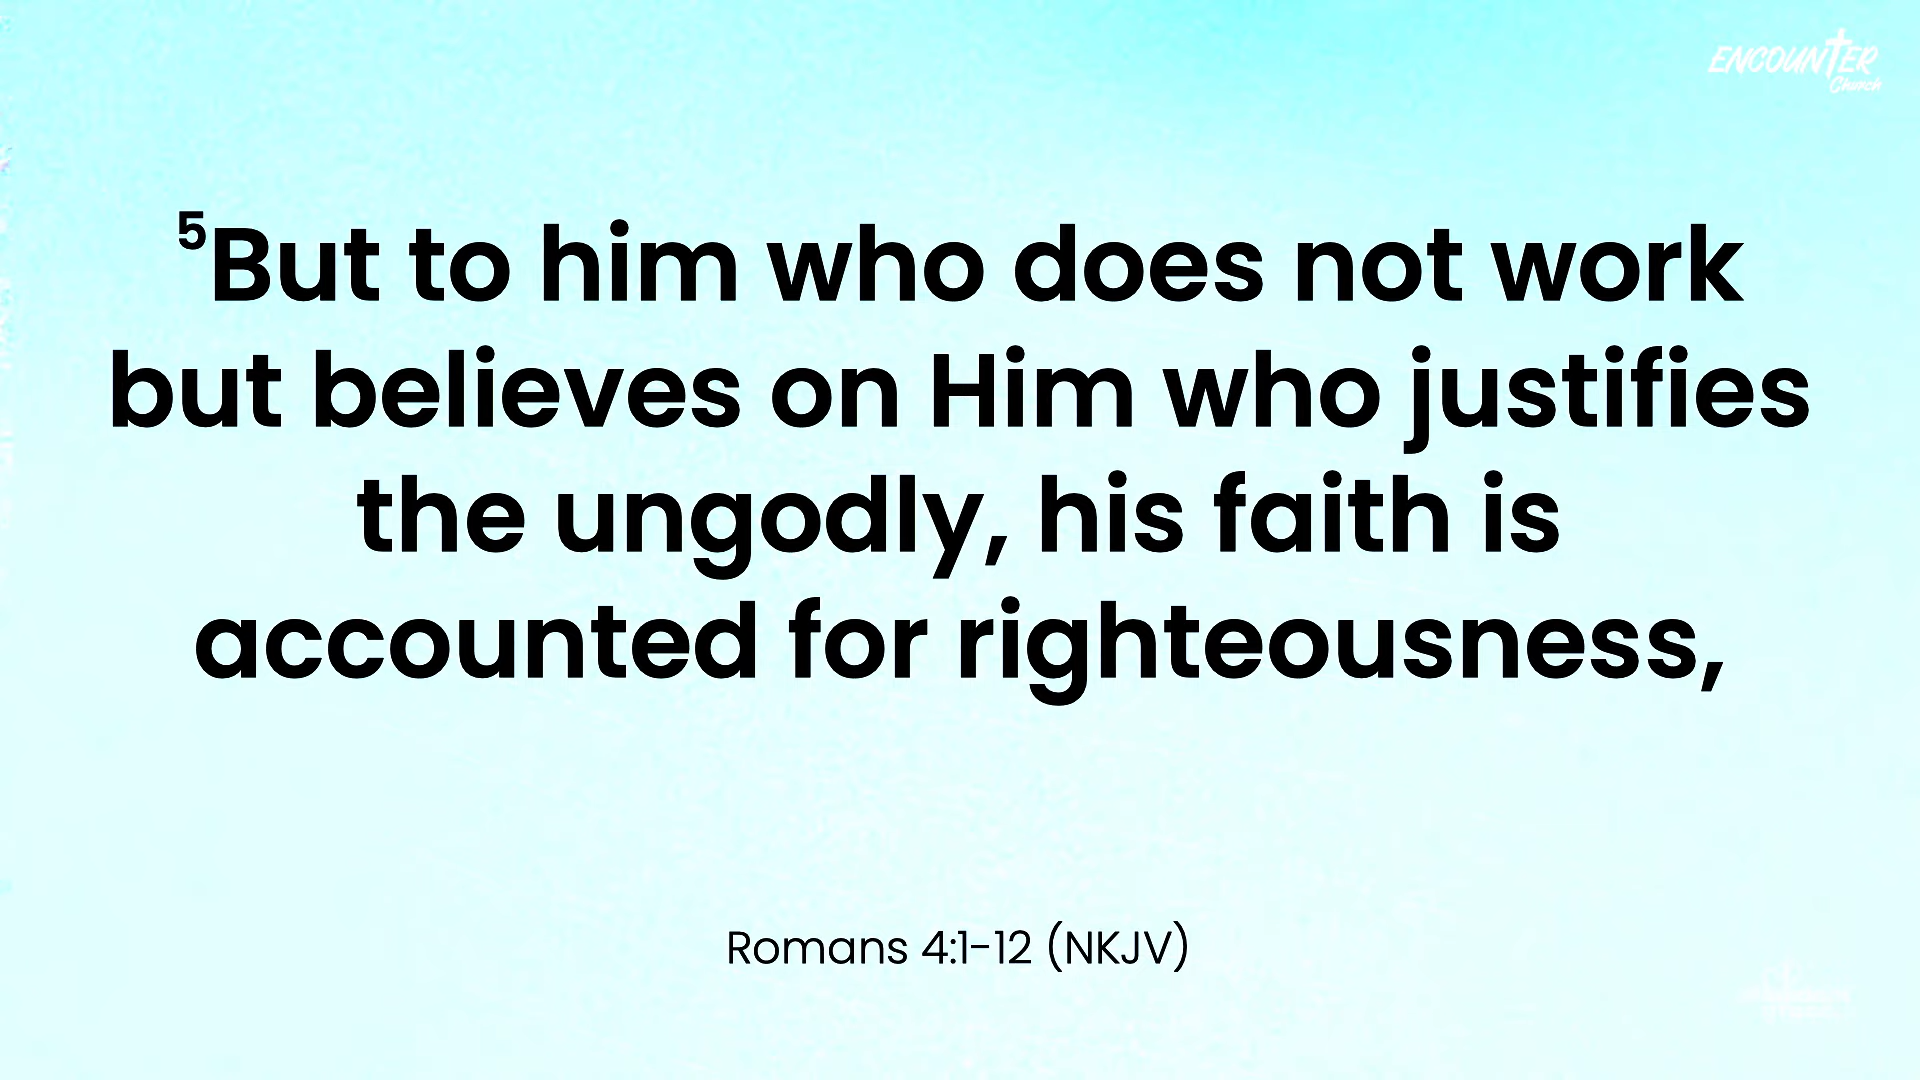 ENCOUNTER
Church
⁵But to him who does not work
but believes on Him who justifies
the ungodly, his faith is
accounted for righteousness,
Romans 4:1-12 (NKJV)